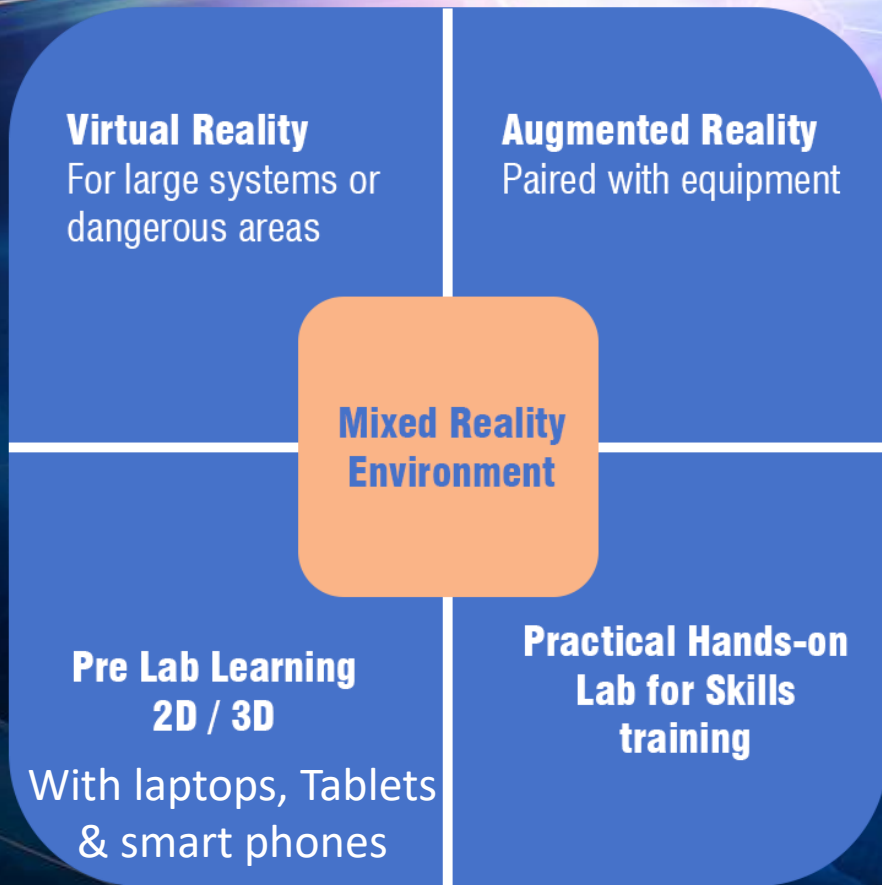 Virtual Reality
For large systems or
dangerous areas
Augmented Reality
Paired with equipment
Mixed Reality
Environment
Pre Lab Learning
2D / 3D
With laptops, Tablets
& smart phones
Practical Hands-on
Lab for Skills
training